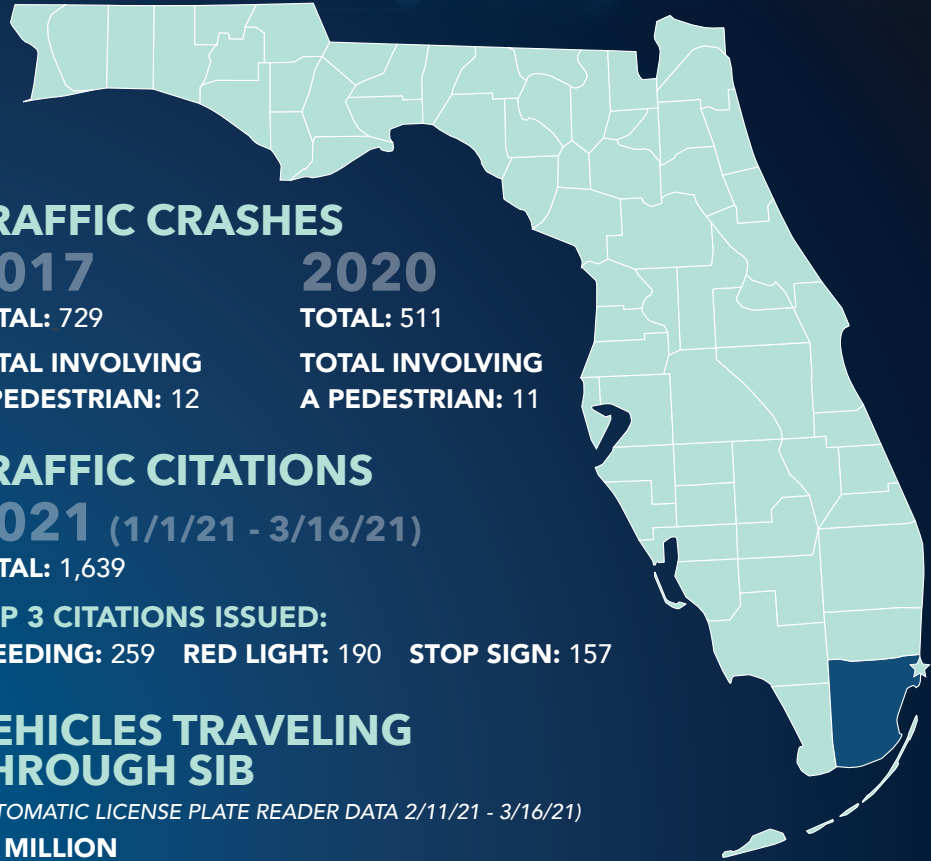 RAFFIC CRASHES
017
TAL: 729
TAL INVOLVING
PEDESTRIAN: 12
2020
TOTAL: 511
TOTAL INVOLVING
A PEDESTRIAN: 11
RAFFIC CITATIONS
021 (1/1/21 - 3/16/21)
TAL: 1,639
P 3 CITATIONS ISSUED:
EEDING: 259 RED LIGHT: 190 STOP SIGN: 157
EHICLES TRAVELING
HROUGH SIB
TOMATIC LICENSE PLATE READER DATA 2/11/21 - 3/16/21)
MILLION